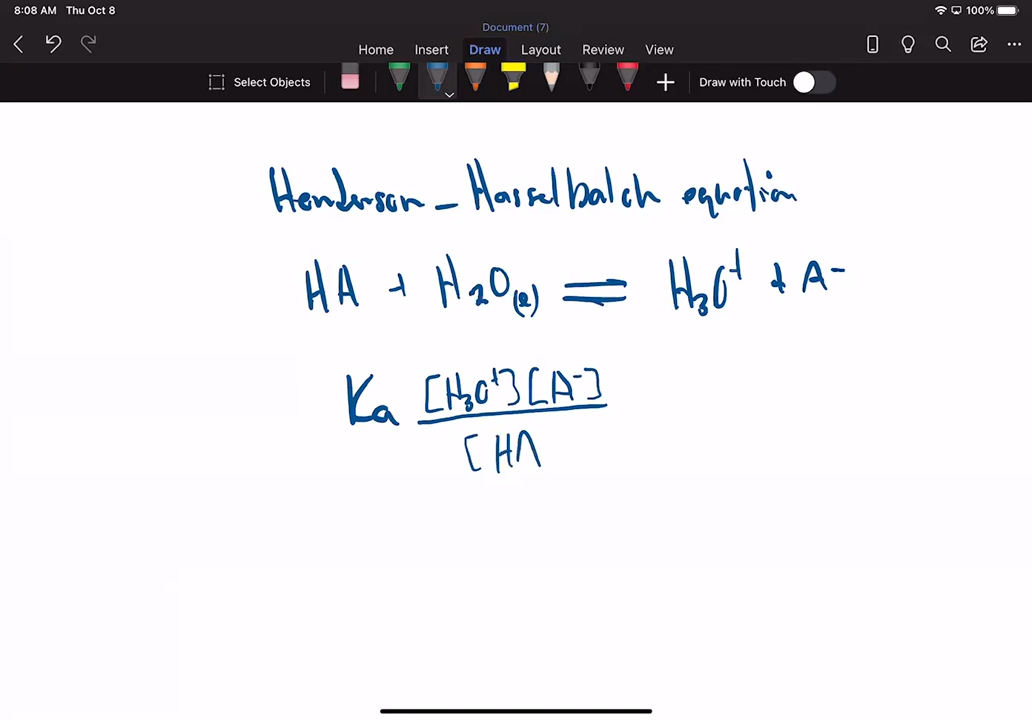 8:08 AM Thu Oct 8 100%
Document (7)
Home Insert Draw Layout Review View
Select Objects Draw with Touch
Henderson – Hasselbalch equation
HA + H₂O(l) ⇌ H₃O⁺ + A⁻
Ka [H₃O⁺][A⁻]
[HA